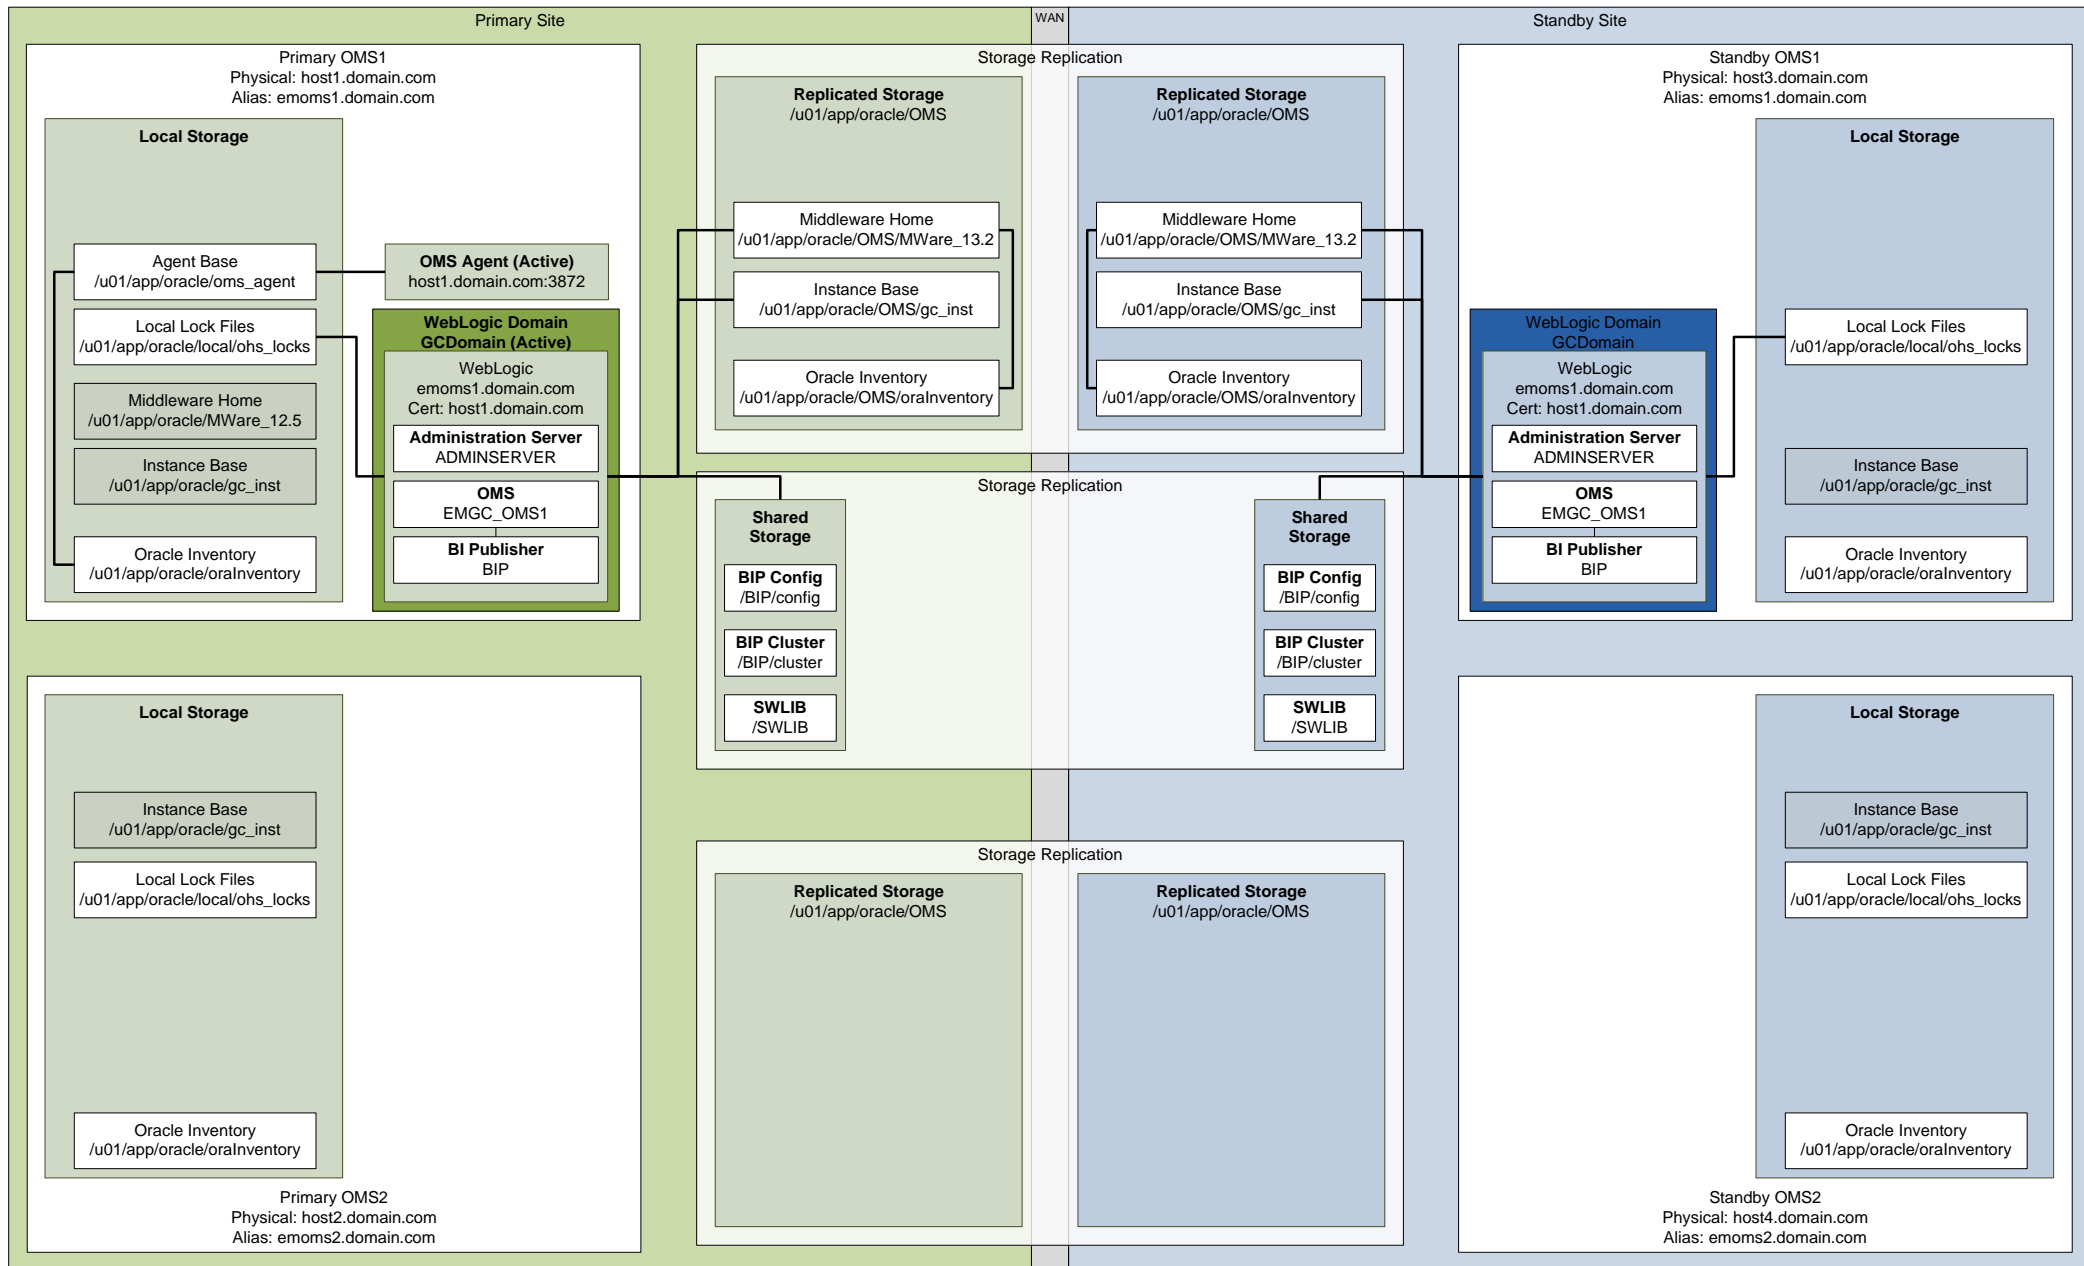 Primary Site
WAN
Standby Site
Primary OMS1
Physical: host1.domain.com
Alias: emoms1.domain.com
Local Storage
Agent Base
/u01/app/oracle/oms_agent
Local Lock Files
/u01/app/oracle/local/ohs_locks
Middleware Home
/u01/app/oracle/MWare_12.5
Instance Base
/u01/app/oracle/gc_inst
Oracle Inventory
/u01/app/oracle/oraInventory
OMS Agent (Active)
host1.domain.com:3872
WebLogic Domain
GCDomain (Active)
WebLogic
emoms1.domain.com
Cert: host1.domain.com
Administration Server
ADMINSERVER
OMS
EMGC_OMS1
BI Publisher
BIP
Storage Replication
Replicated Storage
/u01/app/oracle/OMS
Middleware Home
/u01/app/oracle/OMS/MWare_13.2
Instance Base
/u01/app/oracle/OMS/gc_inst
Oracle Inventory
/u01/app/oracle/OMS/oraInventory
Replicated Storage
/u01/app/oracle/OMS
Middleware Home
/u01/app/oracle/OMS/MWare_13.2
Instance Base
/u01/app/oracle/OMS/gc_inst
Oracle Inventory
/u01/app/oracle/OMS/oraInventory
Standby OMS1
Physical: host3.domain.com
Alias: emoms1.domain.com
WebLogic Domain
GCDomain
WebLogic
emoms1.domain.com
Cert: host1.domain.com
Administration Server
ADMINSERVER
OMS
EMGC_OMS1
BI Publisher
BIP
Local Storage
Local Lock Files
/u01/app/oracle/local/ohs_locks
Instance Base
/u01/app/oracle/gc_inst
Oracle Inventory
/u01/app/oracle/oraInventory
Storage Replication
Shared
Storage
BIP Config
/BIP/config
BIP Cluster
/BIP/cluster
SWLIB
/SWLIB
Shared
Storage
BIP Config
/BIP/config
BIP Cluster
/BIP/cluster
SWLIB
/SWLIB
Local Storage
Instance Base
/u01/app/oracle/gc_inst
Local Lock Files
/u01/app/oracle/local/ohs_locks
Oracle Inventory
/u01/app/oracle/oraInventory
Primary OMS2
Physical: host2.domain.com
Alias: emoms2.domain.com
Storage Replication
Replicated Storage
/u01/app/oracle/OMS
Replicated Storage
/u01/app/oracle/OMS
Local Storage
Instance Base
/u01/app/oracle/gc_inst
Local Lock Files
/u01/app/oracle/local/ohs_locks
Oracle Inventory
/u01/app/oracle/oraInventory
Standby OMS2
Physical: host4.domain.com
Alias: emoms2.domain.com